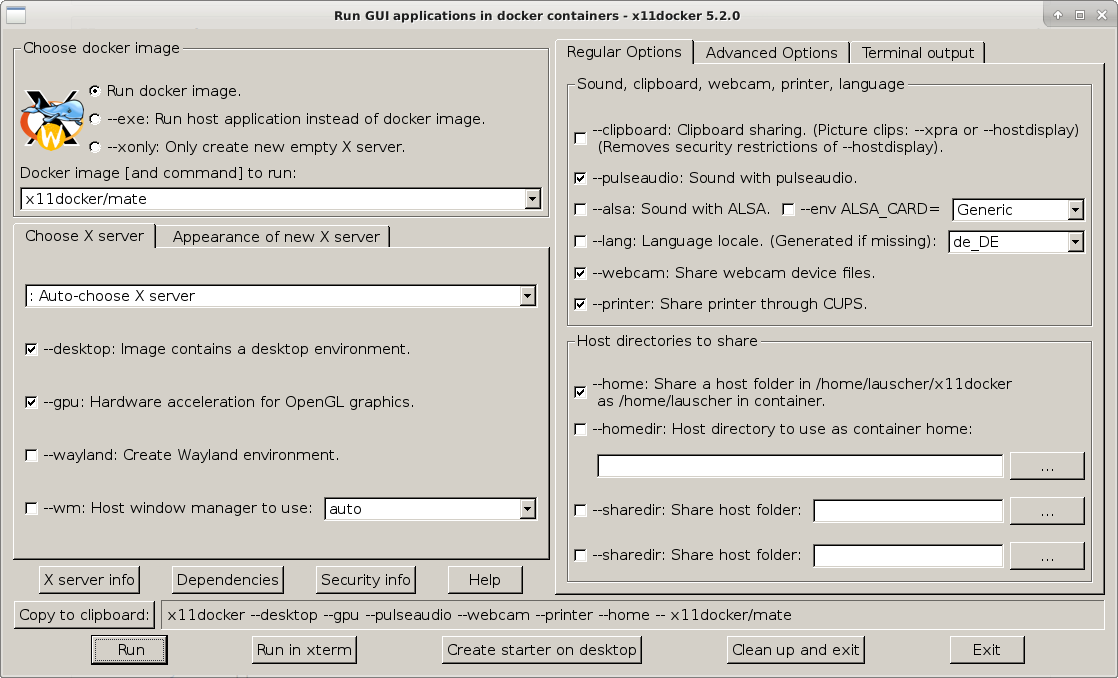 Run GUI applications in docker containers - x11docker 5.2.0
Choose docker image
Run docker image.
--exe: Run host application instead of docker image.
--xonly: Only create new empty X server.
Docker image [and command] to run:
x11docker/mate
Choose X server
Appearance of new X server
: Auto-choose X server
--desktop: Image contains a desktop environment.
--gpu: Hardware acceleration for OpenGL graphics.
--wayland: Create Wayland environment.
--wm: Host window manager to use:
auto
X server info
Dependencies
Security info
Help
Regular Options
Advanced Options
Terminal output
Sound, clipboard, webcam, printer, language
--clipboard: Clipboard sharing. (Picture clips: --xpra or --hostdisplay)
(Removes security restrictions of --hostdisplay).
--pulseaudio: Sound with pulseaudio.
--alsa: Sound with ALSA.
--env ALSA_CARD=
Generic
--lang: Language locale. (Generated if missing):
de_DE
--webcam: Share webcam device files.
--printer: Share printer through CUPS.
Host directories to share
--home: Share a host folder in /home/lauscher/x11docker
as /home/lauscher in container.
--homedir: Host directory to use as container home:
...
--sharedir: Share host folder:
...
--sharedir: Share host folder:
...
Copy to clipboard:
x11docker --desktop --gpu --pulseaudio --webcam --printer --home -- x11docker/mate
Run
Run in xterm
Create starter on desktop
Clean up and exit
Exit